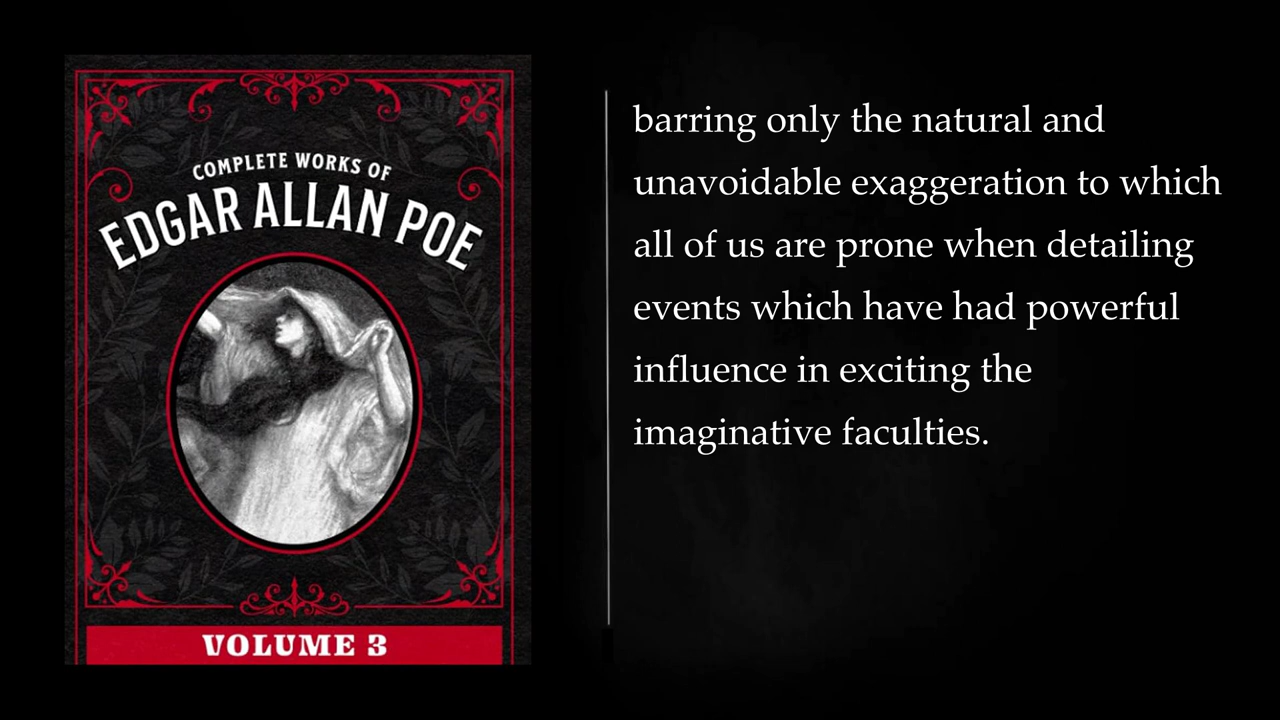 COMPLETE WORKS OF
EDGAR ALLAN POE
VOLUME 3
barring only the natural and
unavoidable exaggeration to which
all of us are prone when detailing
events which have had powerful
influence in exciting the
imaginative faculties.